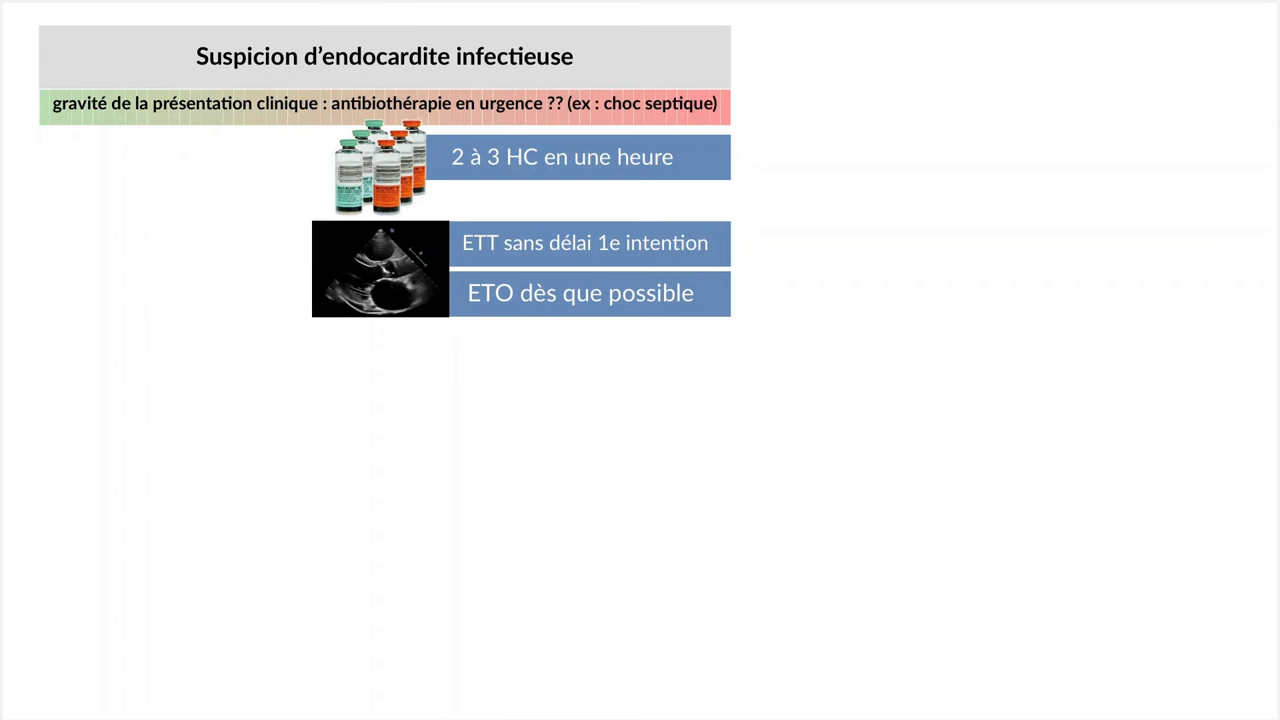 Suspicion d’endocardite infectieuse
gravité de la présentation clinique : antibiothérapie en urgence ?? (ex : choc septique)
2 à 3 HC en une heure
ETT sans délai 1e intention
ETO dès que possible